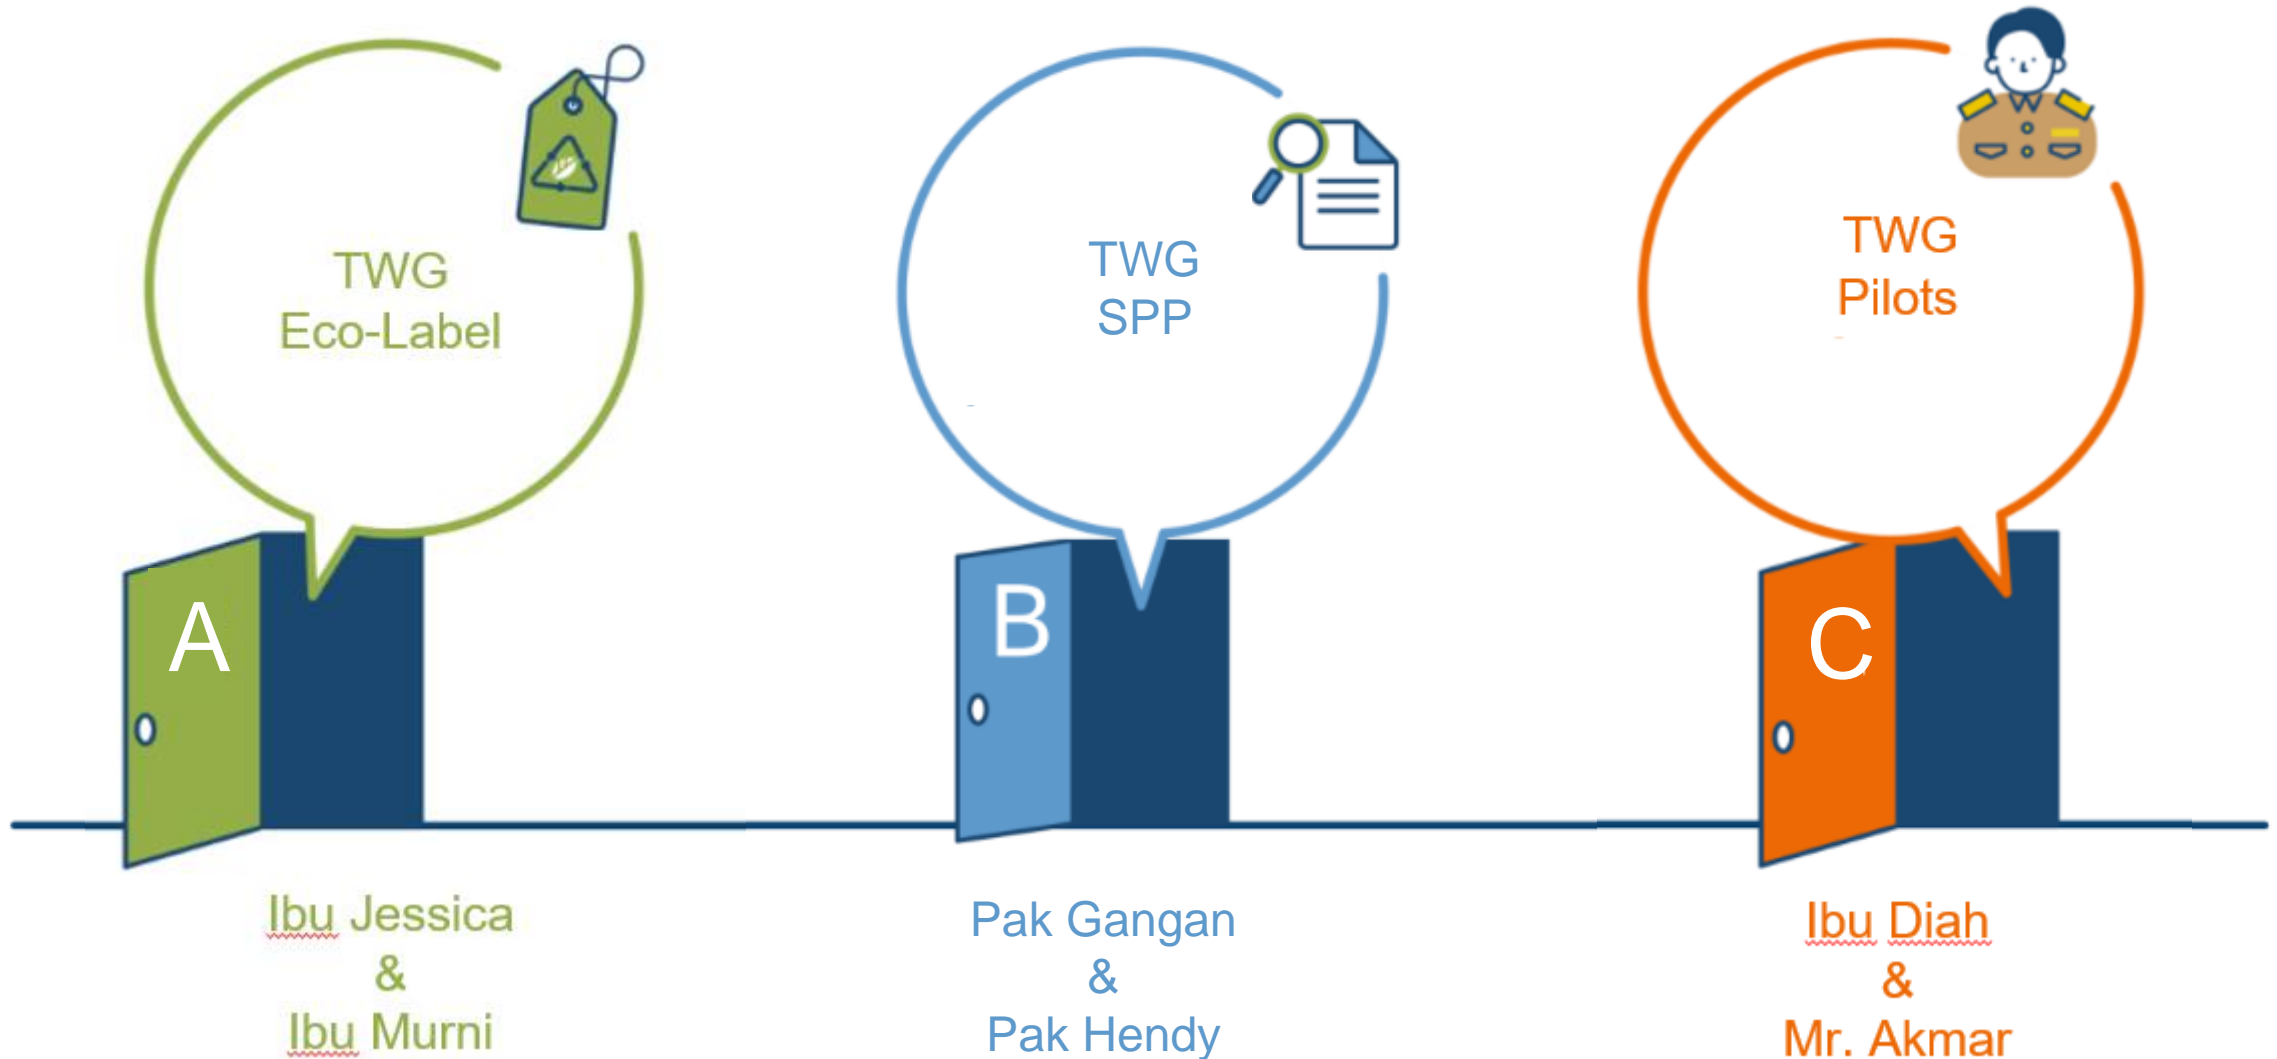 TWG
Eco-Label
TWG
SPP
TWG
Pilots
A
B
C
Ibu Jessica
&
Ibu Murni
Pak Gangan
&
Pak Hendy
Ibu Diah
&
Mr. Akmar